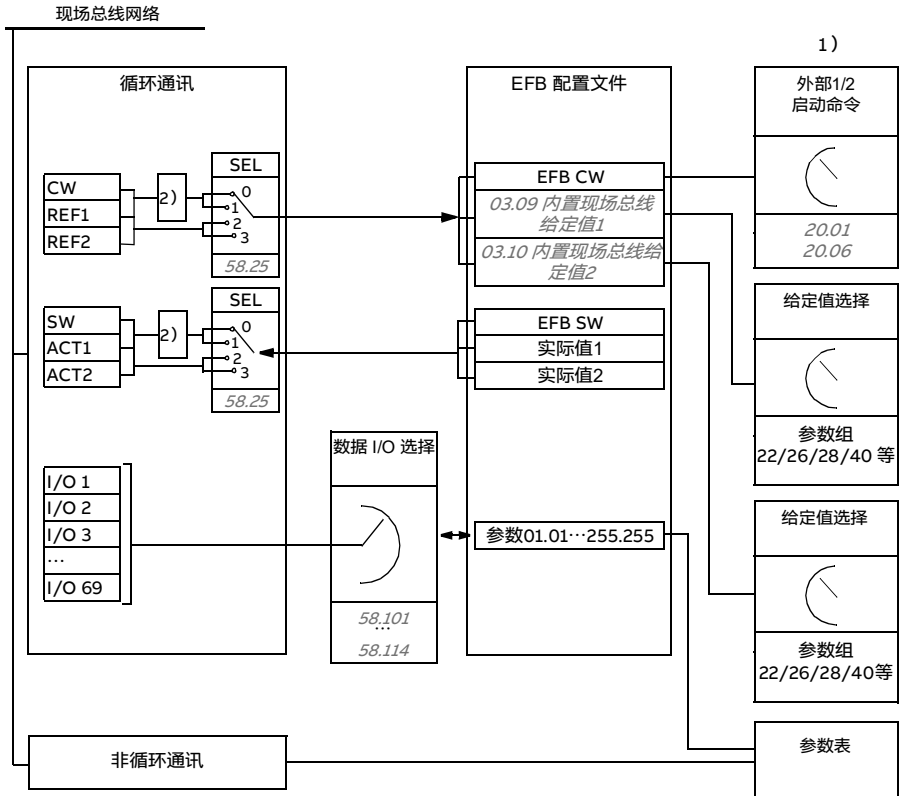 现场总线网络
1）
循环通讯
EFB 配置文件
外部1/2
启动命令
SEL
CW
REF1
REF2
2）
0
1
2
3
58.25
EFB CW
03.09 内置现场总线
给定值1
03.10 内置现场总线给
定值2
20.01
20.06
SEL
SW
ACT1
ACT2
2）
0
1
2
3
58.25
EFB SW
实际值1
实际值2
给定值选择
参数组
22/26/28/40 等
数据 I/O 选择
I/O 1
I/O 2
I/O 3
…
I/O 69
58.101
…
58.114
参数01.01…255.255
给定值选择
参数组
22/26/28/40等
非循环通讯
参数表